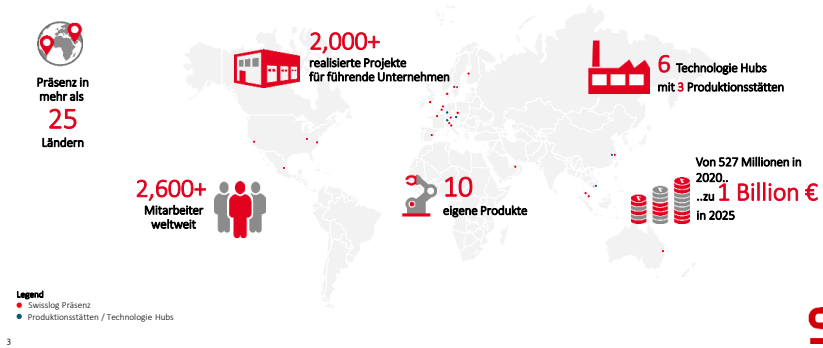 Präsenz in
mehr als
25
Ländern
2,000+
realisierte Projekte
für führende Unternehmen
6 Technologie Hubs
mit 3 Produktionsstätten
2,600+
Mitarbeiter
weltweit
10
eigene Produkte
Von 527 Millionen in
2020..
..zu 1 Billion €
in 2025
Legend
Swisslog Präsenz
Produktionsstätten / Technologie Hubs
3